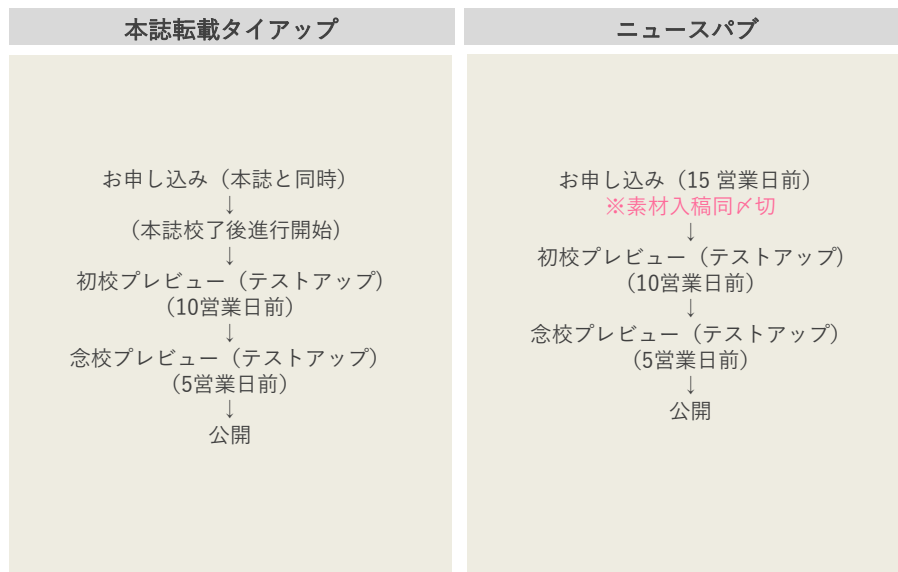 本誌転載タイアップ
お申し込み（本誌と同時）
↓
（本誌校了後進行開始）
↓
初校プレビュー（テストアップ）
（10営業日前）
↓
念校プレビュー（テストアップ）
（5営業日前）
↓
公開
ニュースパブ
お申し込み（15 営業日前）
※素材入稿同〆切
↓
初校プレビュー（テストアップ）
（10営業日前）
↓
念校プレビュー（テストアップ）
（5営業日前）
↓
公開